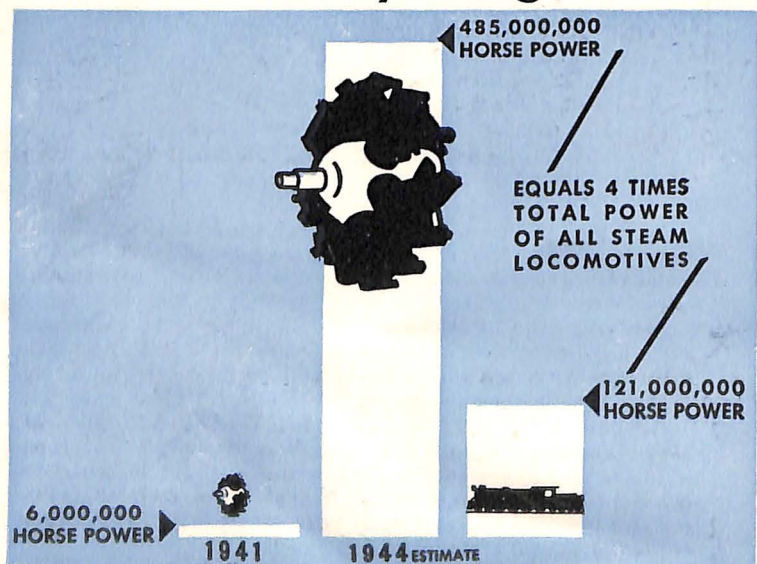 485,000,000
HORSE POWER
EQUALS 4 TIMES
TOTAL POWER
OF ALL STEAM
LOCOMOTIVES
121,000,000
HORSE POWER
6,000,000
HORSE POWER
1941
1944 ESTIMATE